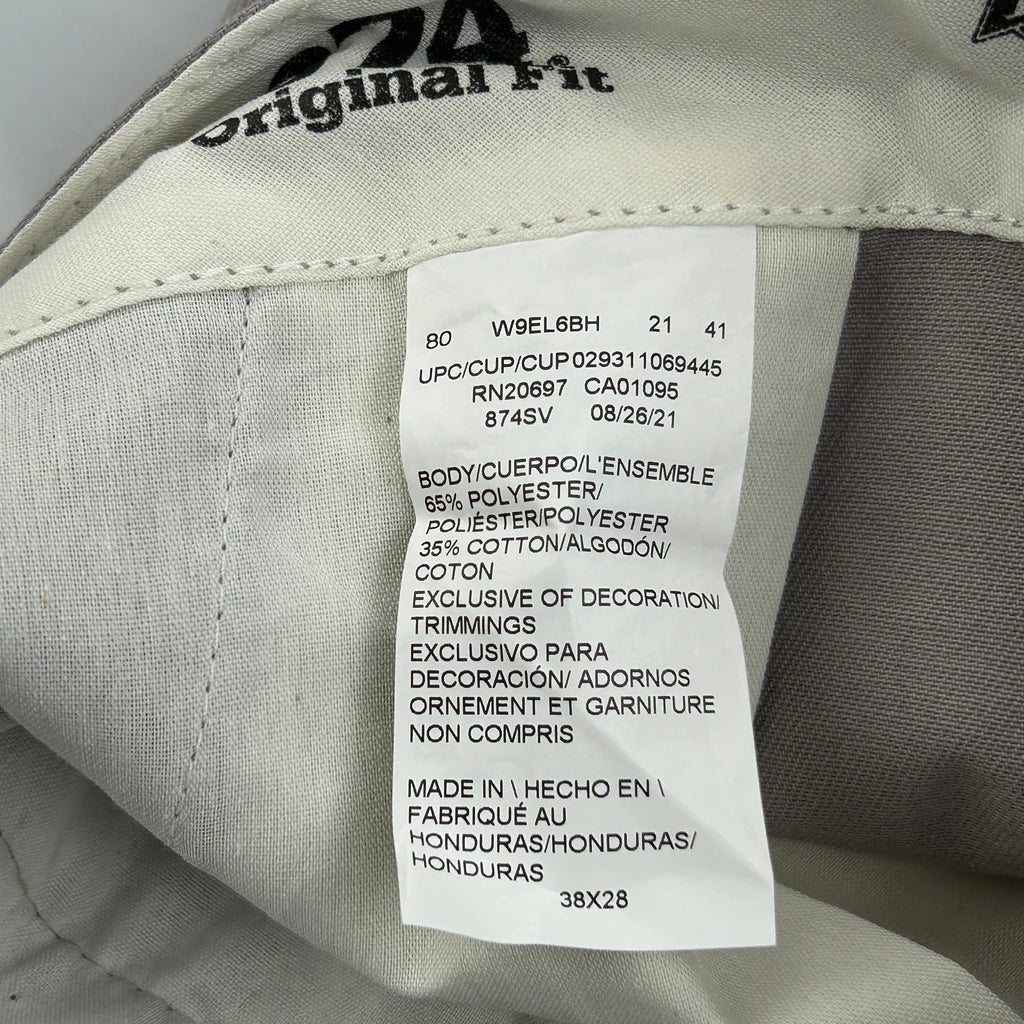 Original Fit
80 W9EL6BH 21 41
UPC/CUP/CUP029311069445
RN20697 CA01095
874SV 08/26/21
BODY/CUERPO/L'ENSEMBLE
65% POLYESTER/
POLIÉSTER/POLYESTER
35% COTTON/ALGODÓN/
COTON
EXCLUSIVE OF DECORATION/
TRIMMINGS
EXCLUSIVO PARA
DECORACIÓN/ ADORNOS
ORNEMENT ET GARNITURE
NON COMPRIS
MADE IN \ HECHO EN \
FABRIQUÉ AU
HONDURAS/HONDURAS/
HONDURAS
38X28